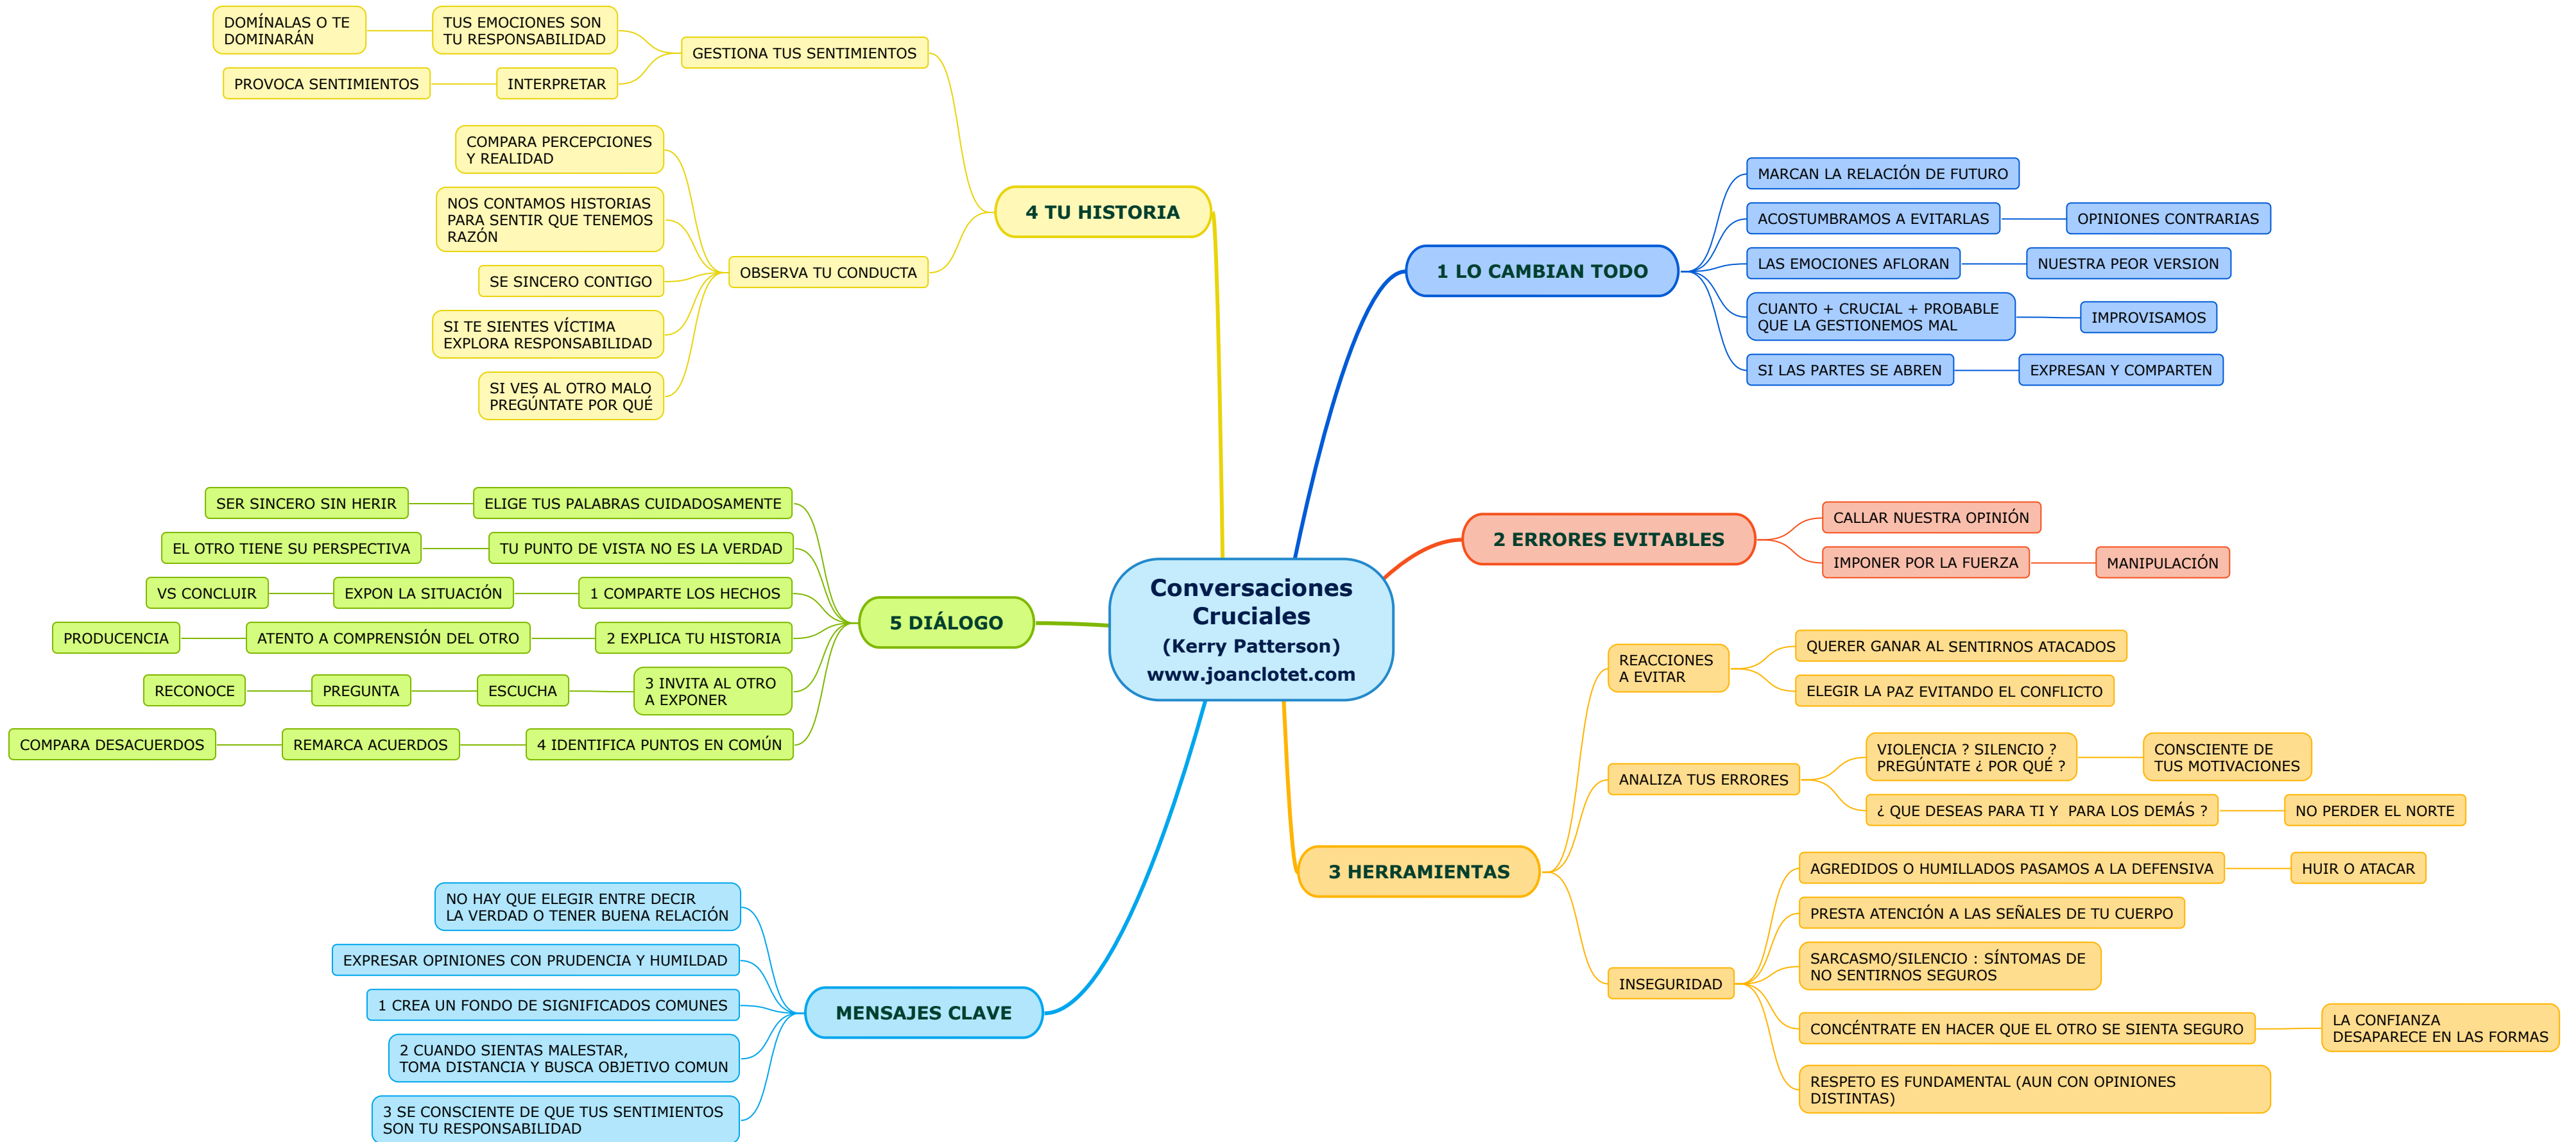 Conversaciones
Cruciales
(Kerry Patterson)
www.joanclotet.com
1 LO CAMBIAN TODO
MARCAN LA RELACIÓN DE FUTURO
ACOSTUMBRAMOS A EVITARLAS
OPINIONES CONTRARIAS
LAS EMOCIONES AFLORAN
NUESTRA PEOR VERSION
CUANTO + CRUCIAL + PROBABLE
QUE LA GESTIONEMOS MAL
IMPROVISAMOS
SI LAS PARTES SE ABREN
EXPRESAN Y COMPARTEN
2 ERRORES EVITABLES
CALLAR NUESTRA OPINIÓN
IMPONER POR LA FUERZA
MANIPULACIÓN
3 HERRAMIENTAS
REACCIONES
A EVITAR
QUERER GANAR AL SENTIRNOS ATACADOS
ELEGIR LA PAZ EVITANDO EL CONFLICTO
ANALIZA TUS ERRORES
VIOLENCIA ? SILENCIO ?
PREGÚNTATE ¿ POR QUÉ ?
CONSCIENTE DE
TUS MOTIVACIONES
¿ QUE DESEAS PARA TI Y  PARA LOS DEMÁS ?
NO PERDER EL NORTE
INSEGURIDAD
AGREDIDOS O HUMILLADOS PASAMOS A LA DEFENSIVA
HUIR O ATACAR
PRESTA ATENCIÓN A LAS SEÑALES DE TU CUERPO
SARCASMO/SILENCIO : SÍNTOMAS DE
NO SENTIRNOS SEGUROS
CONCÉNTRATE EN HACER QUE EL OTRO SE SIENTA SEGURO
LA CONFIANZA
DESAPARECE EN LAS FORMAS
RESPETO ES FUNDAMENTAL (AUN CON OPINIONES
DISTINTAS)
4 TU HISTORIA
GESTIONA TUS SENTIMIENTOS
TUS EMOCIONES SON
TU RESPONSABILIDAD
DOMÍNALAS O TE
DOMINARÁN
INTERPRETAR
PROVOCA SENTIMIENTOS
OBSERVA TU CONDUCTA
COMPARA PERCEPCIONES
Y REALIDAD
NOS CONTAMOS HISTORIAS
PARA SENTIR QUE TENEMOS
RAZÓN
SE SINCERO CONTIGO
SI TE SIENTES VÍCTIMA
EXPLORA RESPONSABILIDAD
SI VES AL OTRO MALO
PREGÚNTATE POR QUÉ
5 DIÁLOGO
ELIGE TUS PALABRAS CUIDADOSAMENTE
SER SINCERO SIN HERIR
TU PUNTO DE VISTA NO ES LA VERDAD
EL OTRO TIENE SU PERSPECTIVA
1 COMPARTE LOS HECHOS
EXPON LA SITUACIÓN
VS CONCLUIR
2 EXPLICA TU HISTORIA
ATENTO A COMPRENSIÓN DEL OTRO
PRODUCENCIA
3 INVITA AL OTRO
A EXPONER
ESCUCHA
PREGUNTA
RECONOCE
4 IDENTIFICA PUNTOS EN COMÚN
REMARCA ACUERDOS
COMPARA DESACUERDOS
MENSAJES CLAVE
NO HAY QUE ELEGIR ENTRE DECIR
LA VERDAD O TENER BUENA RELACIÓN
EXPRESAR OPINIONES CON PRUDENCIA Y HUMILDAD
1 CREA UN FONDO DE SIGNIFICADOS COMUNES
2 CUANDO SIENTAS MALESTAR,
TOMA DISTANCIA Y BUSCA OBJETIVO COMUN
3 SE CONSCIENTE DE QUE TUS SENTIMIENTOS
SON TU RESPONSABILIDAD